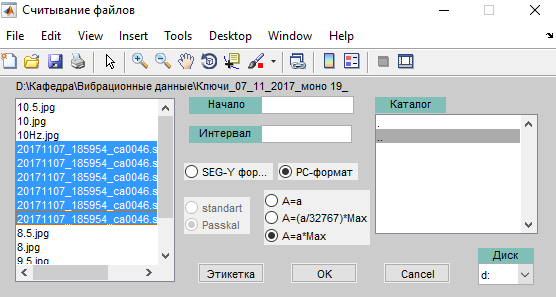 Считывание файлов
File Edit View Insert Tools Desktop Window Help
D:\Кафедра\Вибрационные данные\Ключи_07_11_2017_моно 19_
10.5.jpg
10.jpg
10Hz.jpg
20171107_185954_ca0046.s
20171107_185954_ca0046.s
20171107_185954_ca0046.s
20171107_185954_ca0046.s
20171107_185954_ca0046.s
20171107_185954_ca0046.s
8.5.jpg
8.jpg
9.5.jpg
Начало
Интервал
SEG-Y фор...
PC-формат
standart
Passkal
A=a
A=(a/32767)*Max
A=a*Max
Каталог
.
..
Этикетка
OK
Cancel
Диск
d: